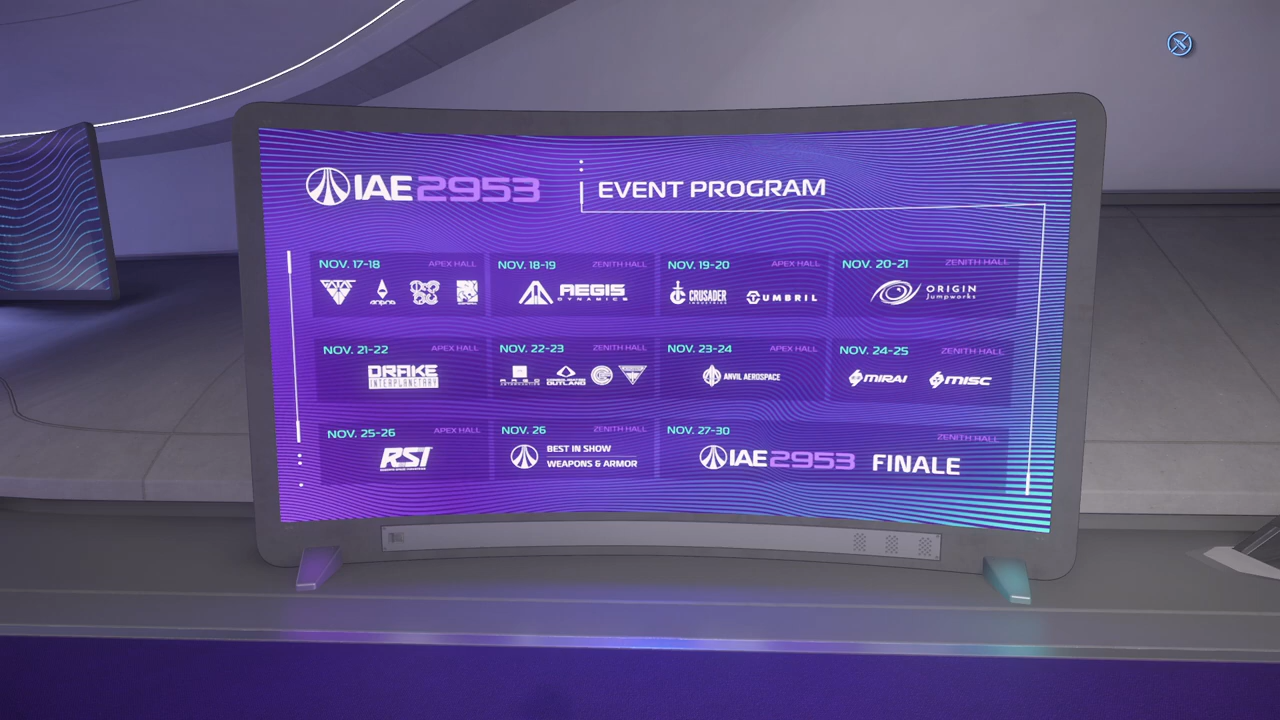 IAE 2953
EVENT PROGRAM
NOV. 17-18 APEX HALL
NOV. 18-19 ZENITH HALL
AEGIS
DYNAMICS
NOV. 19-20 APEX HALL
CRUSADER
INDUSTRIES
TUMBRIL
NOV. 20-21 ZENITH HALL
ORIGIN
Jumpworks
NOV. 21-22 APEX HALL
DRAKE
INTERPLANETARY
NOV. 22-23 ZENITH HALL
OUTLAND
NOV. 23-24 APEX HALL
ANVIL AEROSPACE
NOV. 24-25 ZENITH HALL
MIRAI
MISC
NOV. 25-26 APEX HALL
RSI
NOV. 26 ZENITH HALL
BEST IN SHOW
WEAPONS & ARMOR
NOV. 27-30
ZENITH HALL
IAE 2953 FINALE